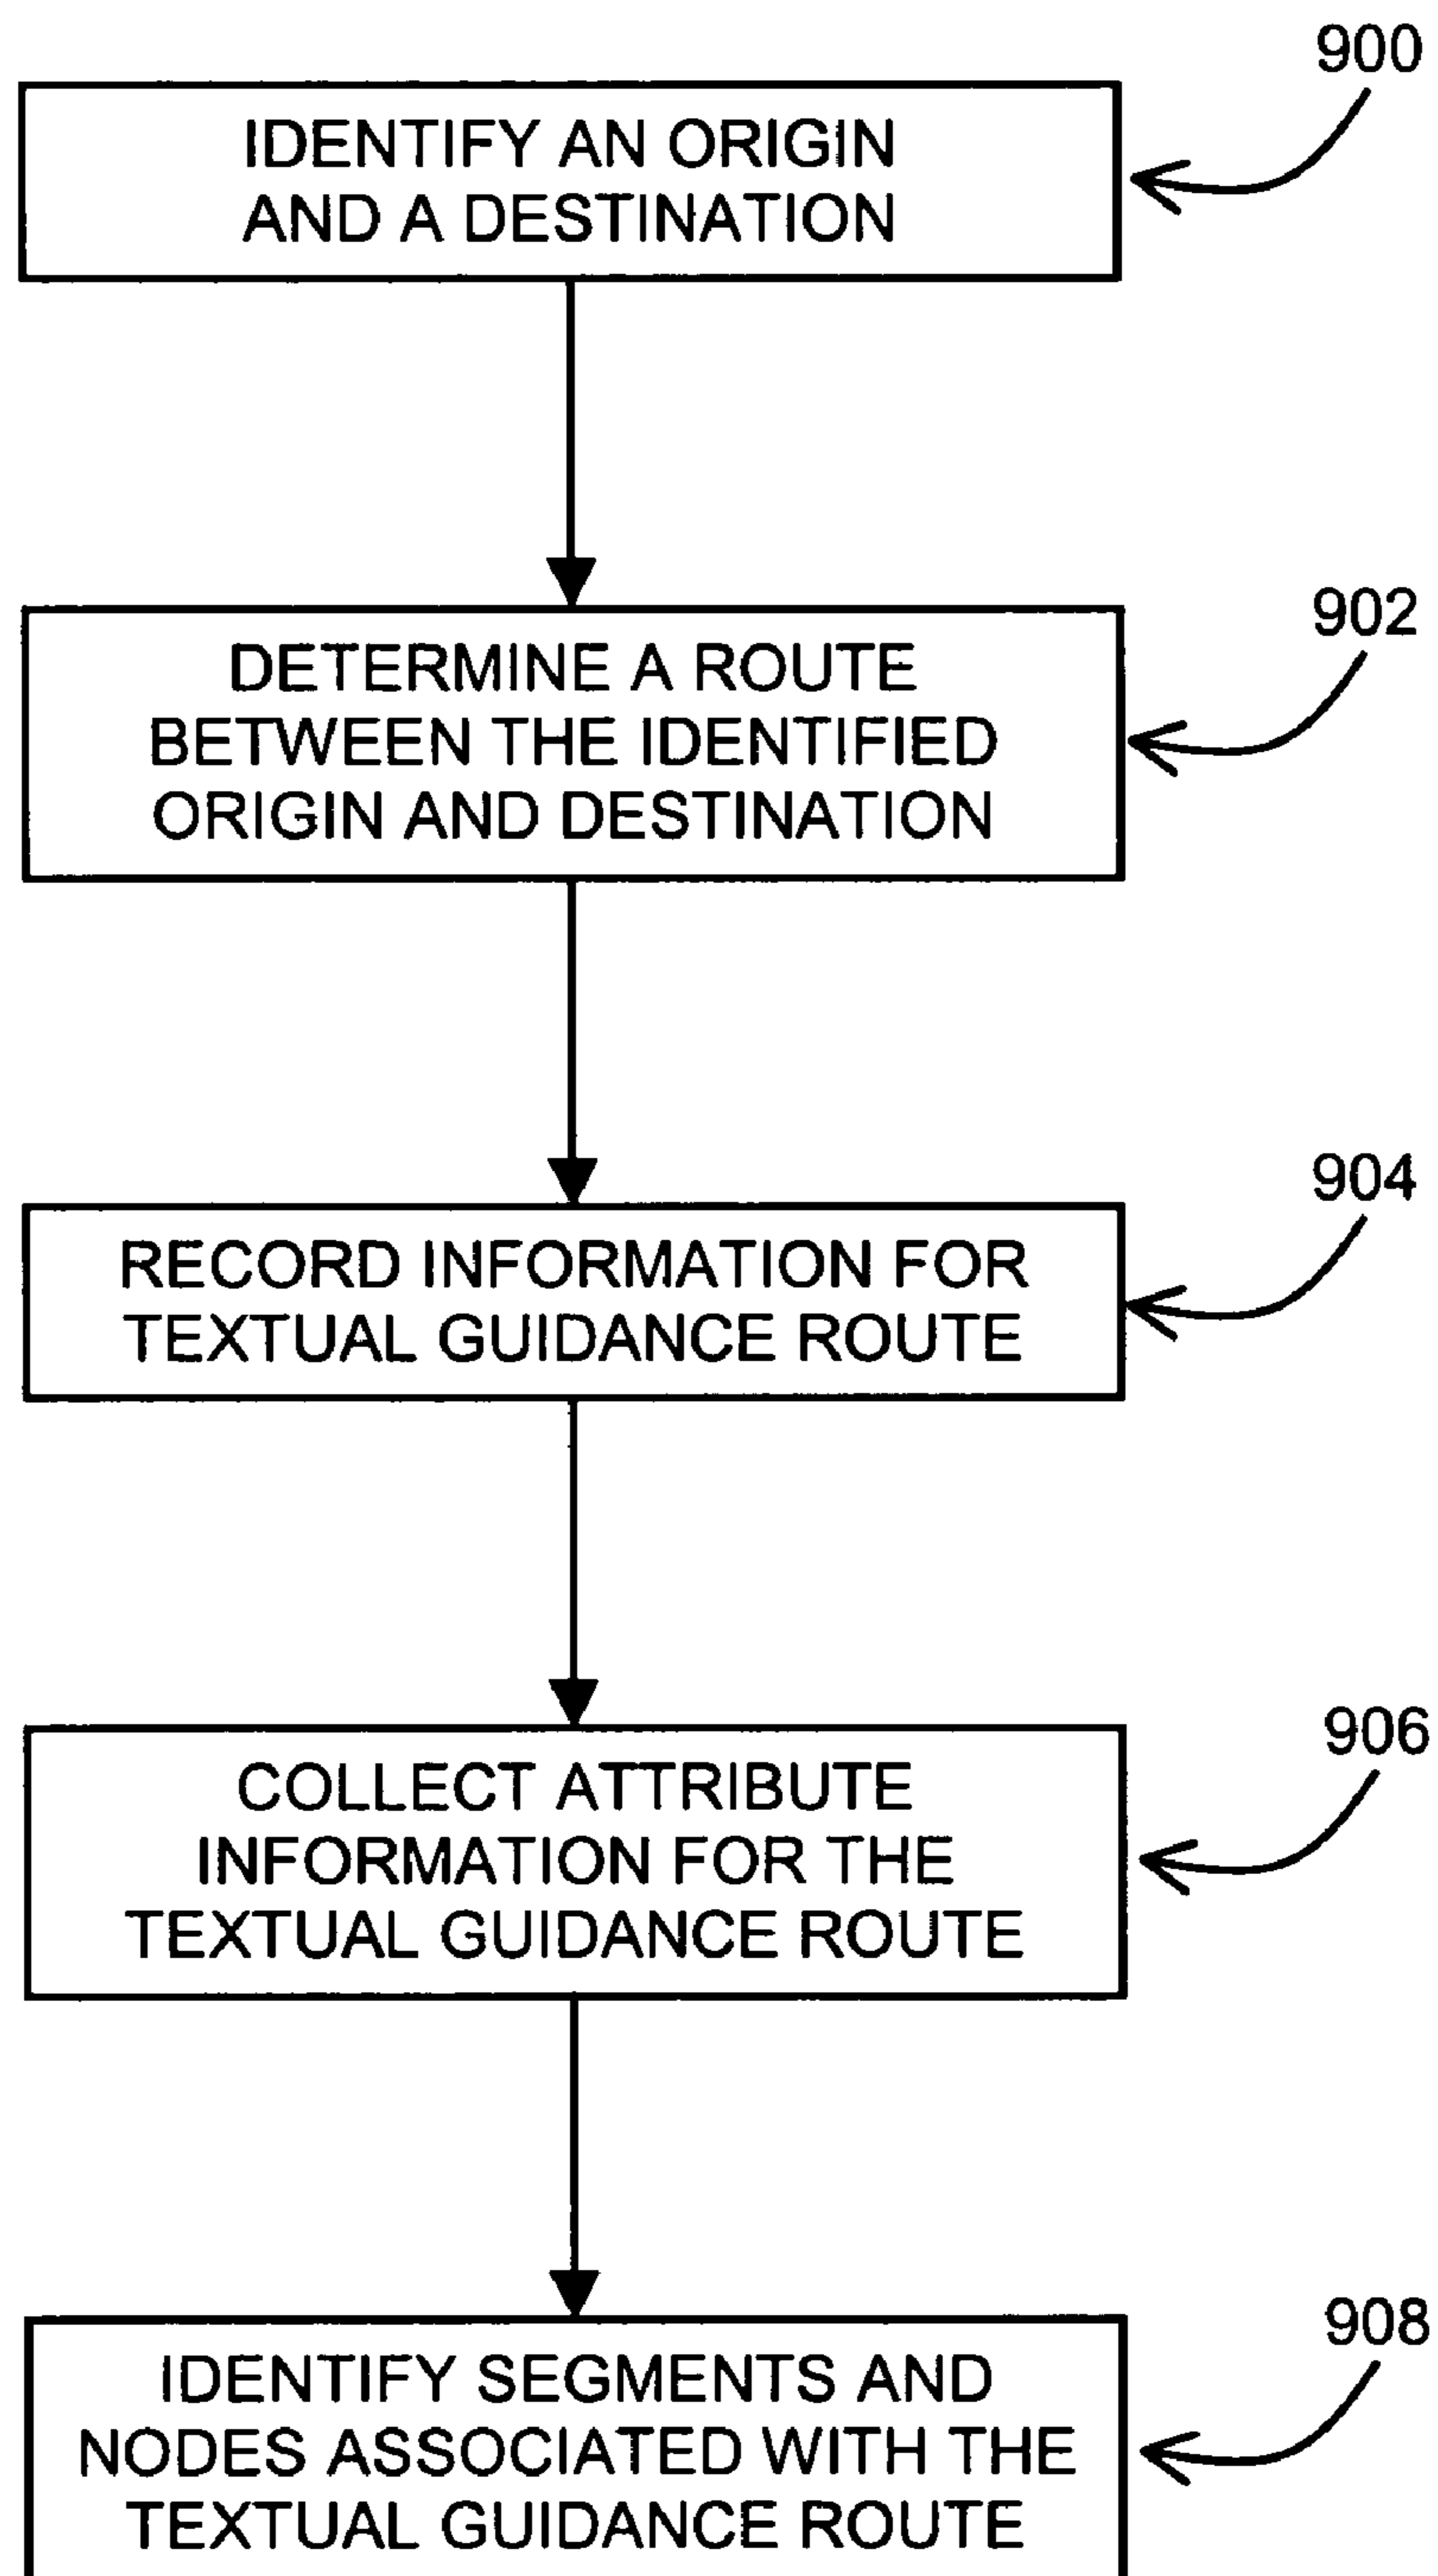 900
IDENTIFY AN ORIGIN
AND A DESTINATION
902
DETERMINE A ROUTE
BETWEEN THE IDENTIFIED
ORIGIN AND DESTINATION
904
RECORD INFORMATION FOR
TEXTUAL GUIDANCE ROUTE
906
COLLECT ATTRIBUTE
INFORMATION FOR THE
TEXTUAL GUIDANCE ROUTE
908
IDENTIFY SEGMENTS AND
NODES ASSOCIATED WITH THE
TEXTUAL GUIDANCE ROUTE